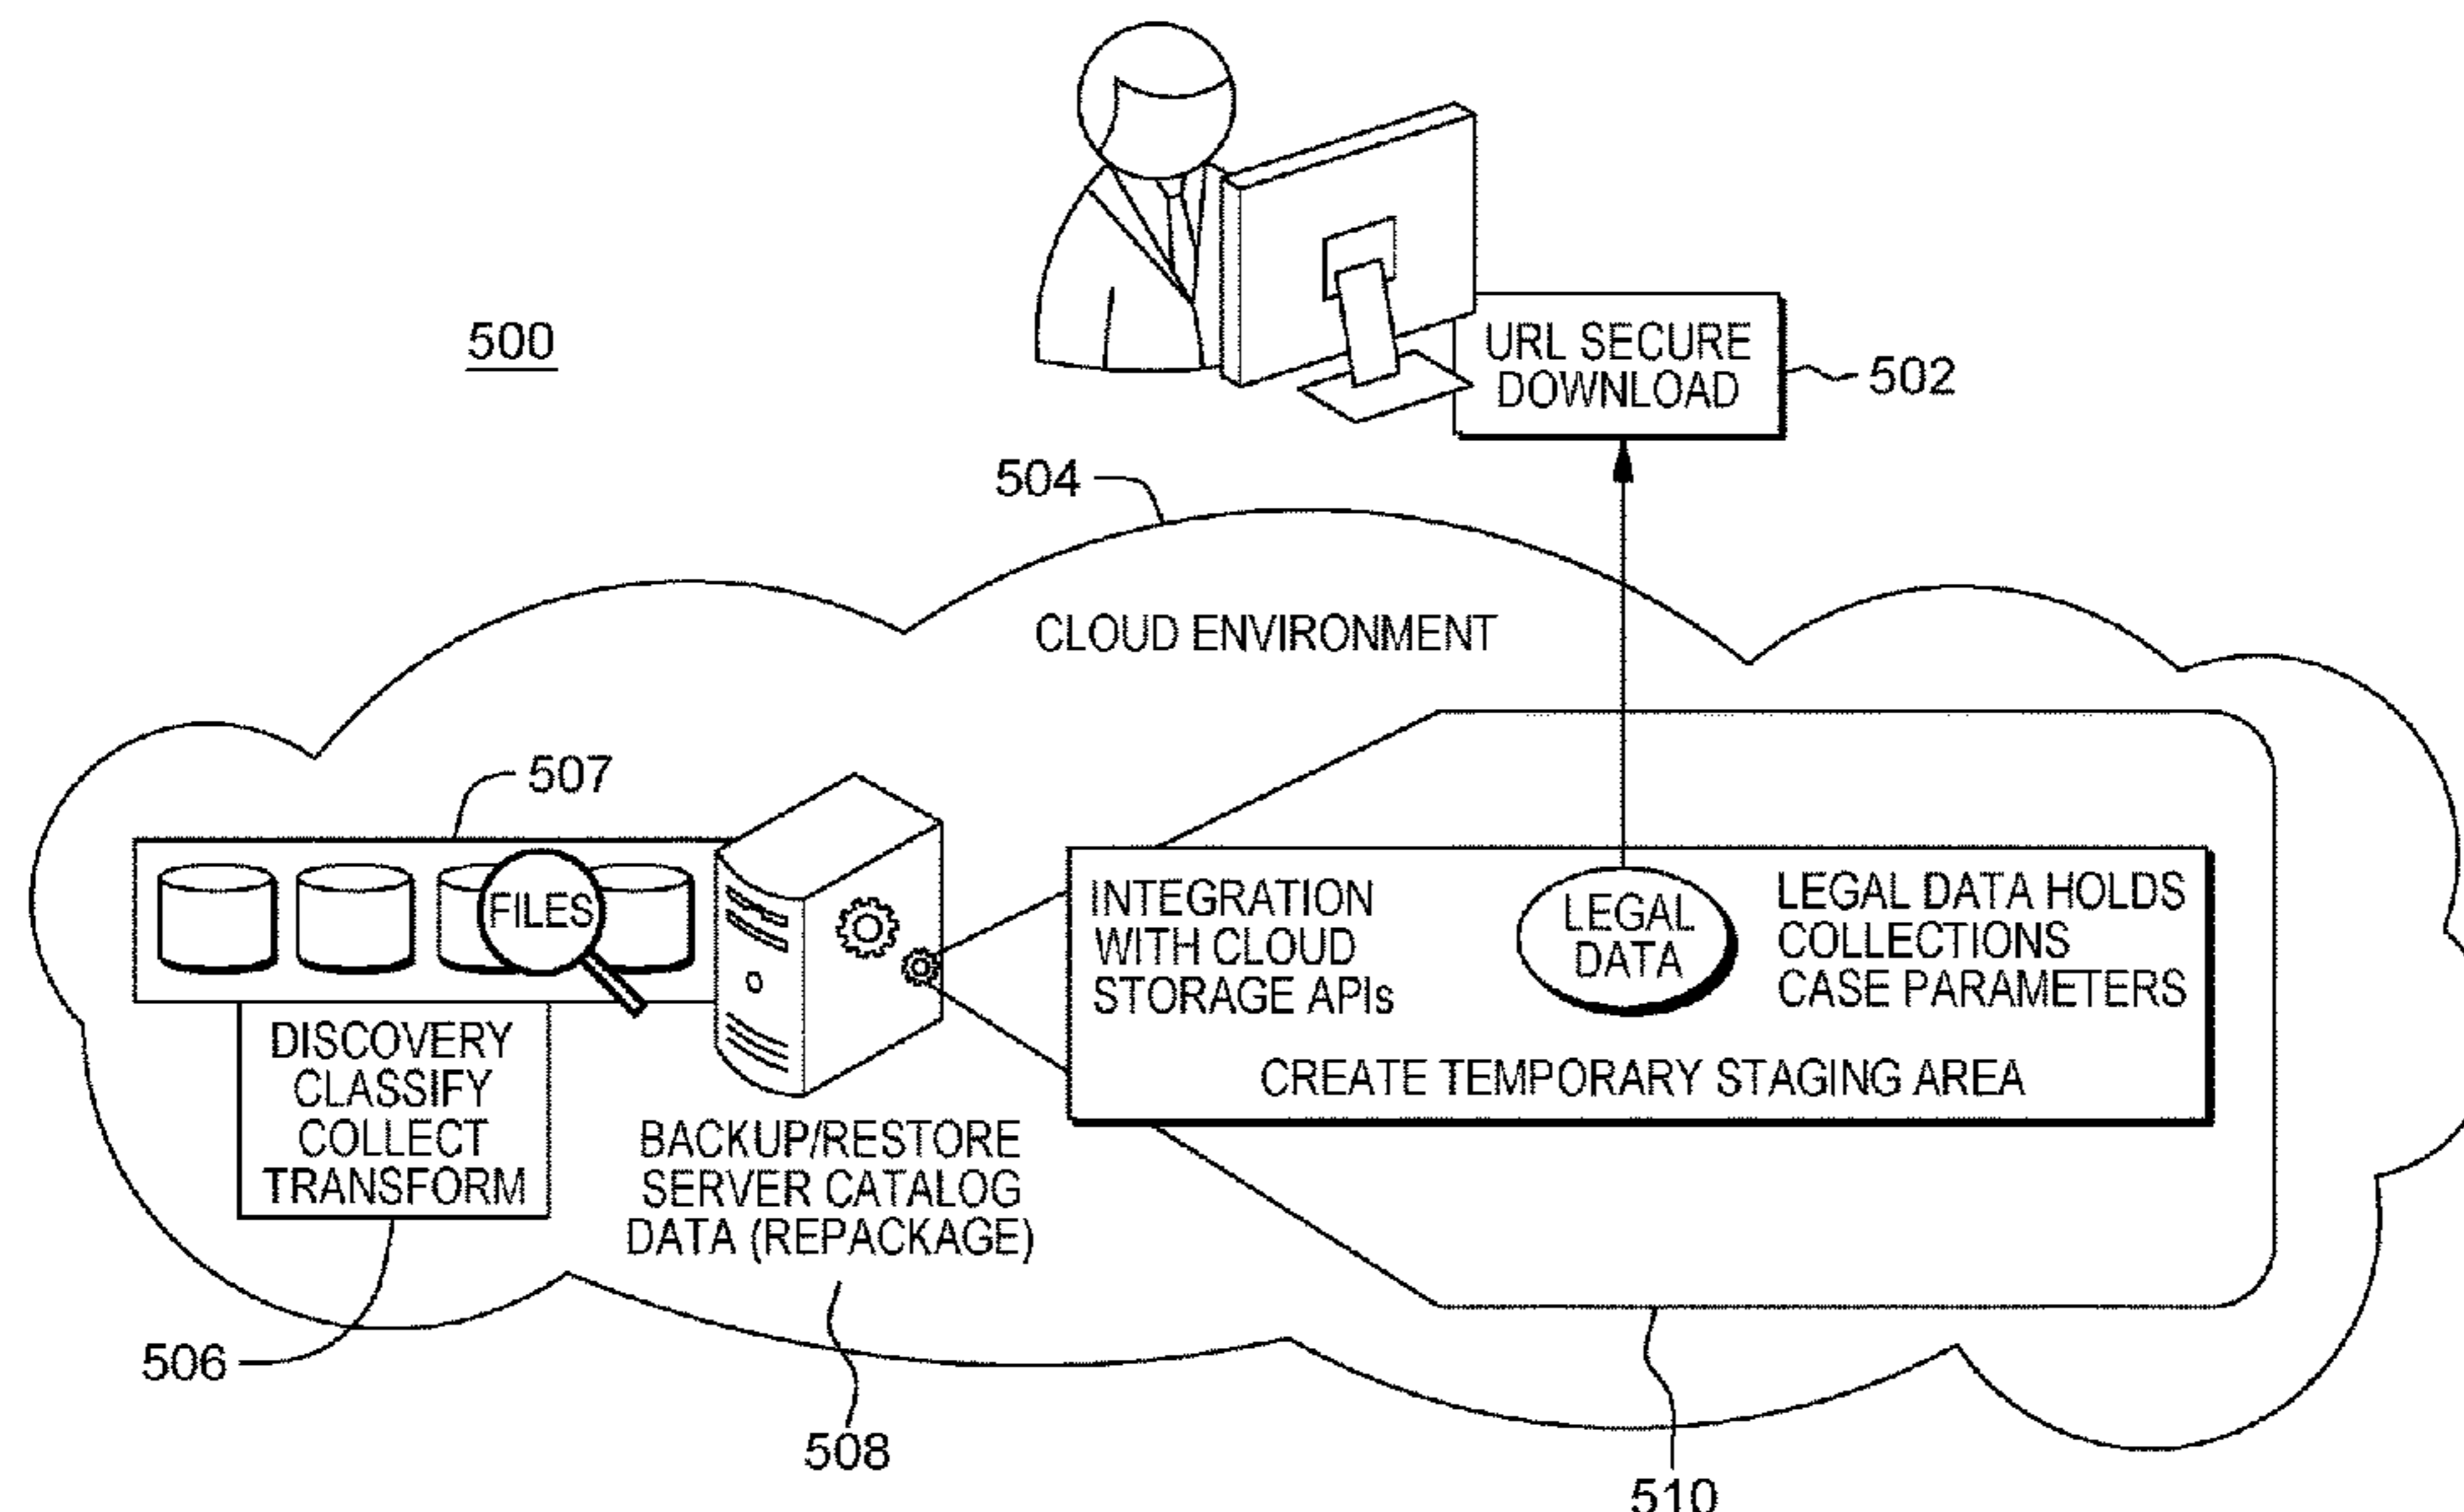 500
URL SECURE
DOWNLOAD
502
504
CLOUD ENVIRONMENT
507
FILES
DISCOVERY
CLASSIFY
COLLECT
TRANSFORM
506
BACKUP/RESTORE
SERVER CATALOG
DATA (REPACKAGE)
508
INTEGRATION
WITH CLOUD
STORAGE APIs
LEGAL
DATA
LEGAL DATA HOLDS
COLLECTIONS
CASE PARAMETERS
CREATE TEMPORARY STAGING AREA
510